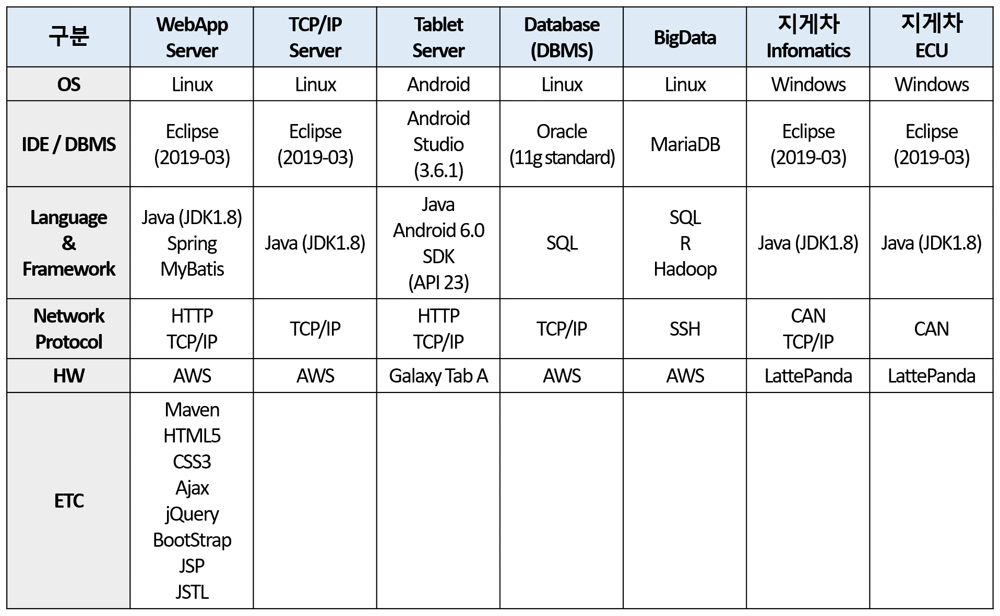 구분
WebApp
Server
TCP/IP
Server
Tablet
Server
Database
(DBMS)
BigData
지게차
Infomatics
지게차
ECU
OS
Linux
Linux
Android
Linux
Linux
Windows
Windows
IDE / DBMS
Eclipse
(2019-03)
Eclipse
(2019-03)
Android
Studio
(3.6.1)
Oracle
(11g standard)
MariaDB
Eclipse
(2019-03)
Eclipse
(2019-03)
Language
&
Framework
Java (JDK1.8)
Spring
MyBatis
Java (JDK1.8)
Java
Android 6.0
SDK
(API 23)
SQL
SQL
R
Hadoop
Java (JDK1.8)
Java (JDK1.8)
Network
Protocol
HTTP
TCP/IP
TCP/IP
HTTP
TCP/IP
TCP/IP
SSH
CAN
TCP/IP
CAN
HW
AWS
AWS
Galaxy Tab A
AWS
AWS
LattePanda
LattePanda
ETC
Maven
HTML5
CSS3
Ajax
jQuery
BootStrap
JSP
JSTL